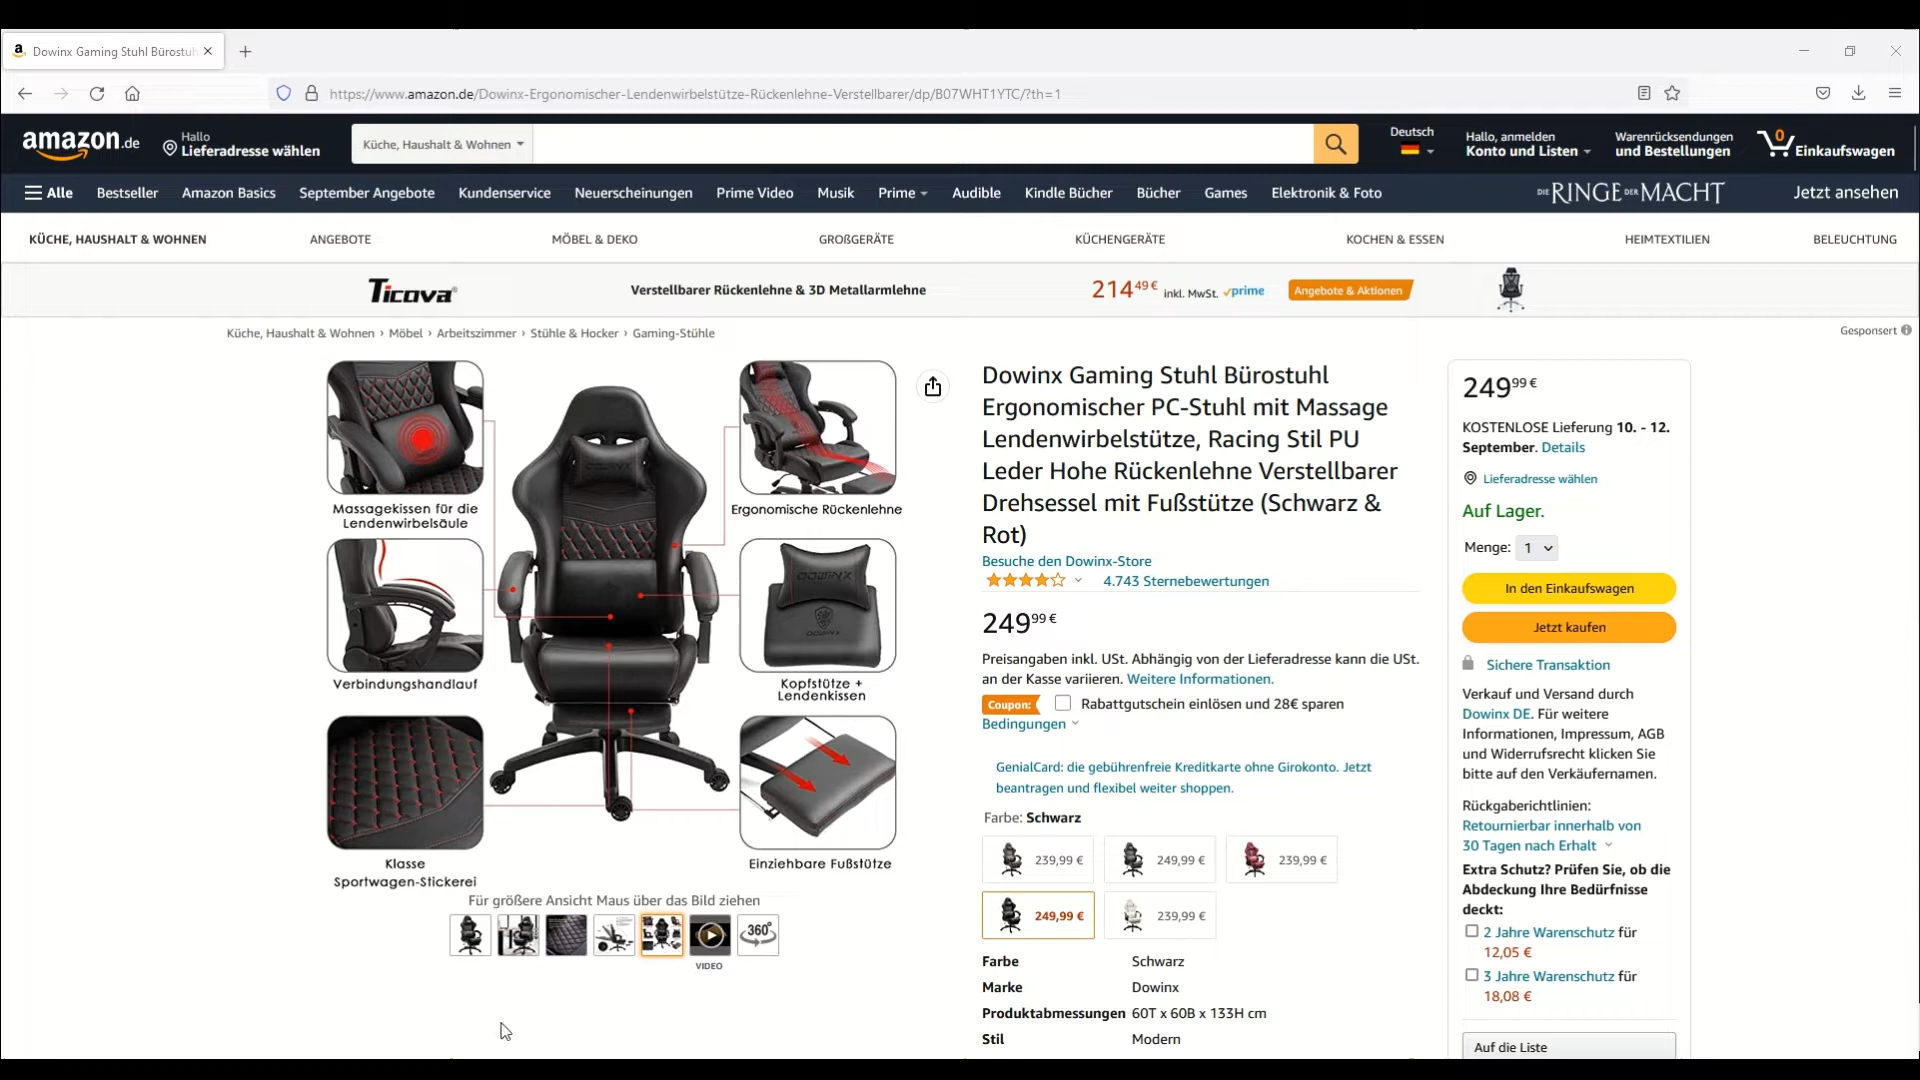 Dowinx Gaming Stuhl Bürostuh
https://www.amazon.de/Dowinx-Ergonomischer-Lendenwirbelstütze-Rückenlehne-Verstellbarer/dp/B07WHT1YTC/?th=1
amazon.de
Hallo
Lieferadresse wählen
Küche, Haushalt & Wohnen
Deutsch
Hallo, anmelden
Konto und Listen
Warenrücksendungen
und Bestellungen
0
Einkaufswagen
Alle
Bestseller
Amazon Basics
September Angebote
Kundenservice
Neuerscheinungen
Prime Video
Musik
Prime
Audible
Kindle Bücher
Bücher
Games
Elektronik & Foto
DIE RINGE DER MACHT
Jetzt ansehen
KÜCHE, HAUSHALT & WOHNEN
ANGEBOTE
MÖBEL & DEKO
GROßGERÄTE
KÜCHENGERÄTE
KOCHEN & ESSEN
HEIMTEXTILIEN
BELEUCHTUNG
Ticova
Verstellbarer Rückenlehne & 3D Metallarmlehne
214 49 € inkl. MwSt. prime
Angebote & Aktionen
Küche, Haushalt & Wohnen › Möbel › Arbeitszimmer › Stühle & Hocker › Gaming-Stühle
Gesponsert
Massagekissen für die
Lendenwirbelsäule
Ergonomische Rückenlehne
Verbindungshandlauf
DOWINX
DOWINX
DOWINX
Kopfstütze +
Lendenkissen
Klasse
Sportwagen-Stickerei
Einziehbare Fußstütze
Für größere Ansicht Maus über das Bild ziehen
360°
VIDEO
Dowinx Gaming Stuhl Bürostuhl
Ergonomischer PC-Stuhl mit Massage
Lendenwirbelstütze, Racing Stil PU
Leder Hohe Rückenlehne Verstellbarer
Drehsessel mit Fußstütze (Schwarz &
Rot)
Besuche den Dowinx-Store
4.743 Sternebewertungen
249 99 €
Preisangaben inkl. USt. Abhängig von der Lieferadresse kann die USt.
an der Kasse variieren. Weitere Informationen.
Coupon: Rabattgutschein einlösen und 28€ sparen
Bedingungen
GenialCard: die gebührenfreie Kreditkarte ohne Girokonto. Jetzt
beantragen und flexibel weiter shoppen.
Farbe: Schwarz
239,99 €
249,99 €
239,99 €
249,99 €
239,99 €
Farbe Schwarz
Marke Dowinx
Produktabmessungen 60T x 60B x 133H cm
Stil Modern
249 99 €
KOSTENLOSE Lieferung 10. - 12.
September. Details
Lieferadresse wählen
Auf Lager.
Menge: 1
In den Einkaufswagen
Jetzt kaufen
Sichere Transaktion
Verkauf und Versand durch
Dowinx DE. Für weitere
Informationen, Impressum, AGB
und Widerrufsrecht klicken Sie
bitte auf den Verkäufernamen.
Rückgaberichtlinien:
Retournierbar innerhalb von
30 Tagen nach Erhalt
Extra Schutz? Prüfen Sie, ob die
Abdeckung Ihre Bedürfnisse
deckt:
2 Jahre Warenschutz für
12,05 €
3 Jahre Warenschutz für
18,08 €
Auf die Liste